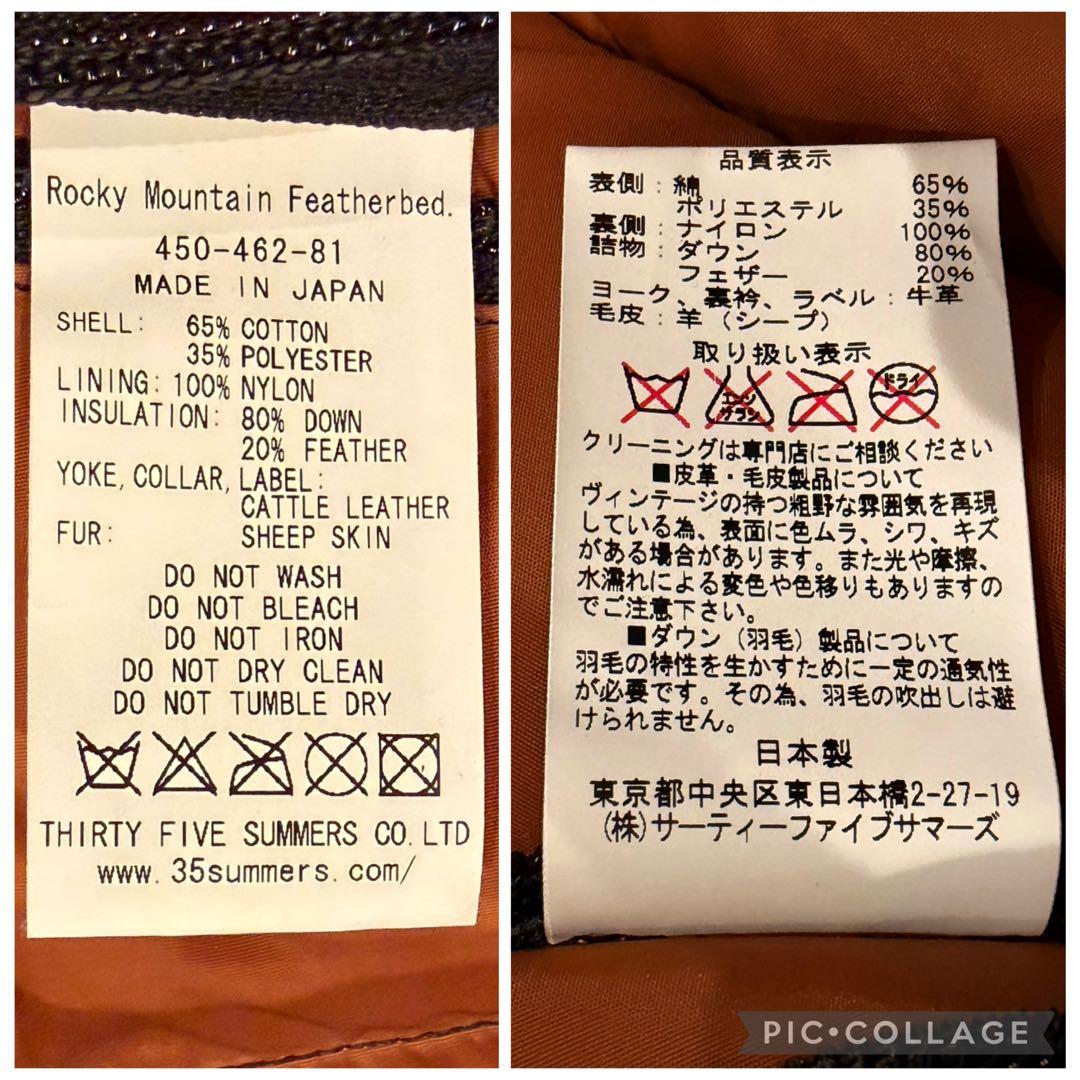 Rocky Mountain Featherbed.
450-462-81
MADE IN JAPAN
SHELL: 65% COTTON
35% POLYESTER
LINING: 100% NYLON
INSULATION: 80% DOWN
20% FEATHER
YOKE, COLLAR, LABEL:
CATTLE LEATHER
FUR: SHEEP SKIN
DO NOT WASH
DO NOT BLEACH
DO NOT IRON
DO NOT DRY CLEAN
DO NOT TUMBLE DRY
THIRTY FIVE SUMMERS CO. LTD
www. 35summers. com/
品質表示
表側 : 綿 65%
ポリエステル 35%
裏側 : ナイロン 100%
詰物 : ダウン 80%
フェザー 20%
ヨーク、裏衿、ラベル : 牛革
毛皮 : 羊 (シープ)
取り扱い表示
エンソ
サラシ
ドライ
クリーニングは専門店にご相談ください
■皮革・毛皮製品について
ヴィンテージの持つ粗野な雰囲気を再現
している為、表面に色ムラ、シワ、キズ
がある場合があります。また光や摩擦、
水濡れによる変色や色移りもありますの
でご注意下さい。
■ダウン (羽毛) 製品について
羽毛の特性を生かすために一定の通気性
が必要です。その為、羽毛の吹出しは避
けられません。
日本製
東京都中央区東日本橋2-27-19
(株)サーティーファイブサマーズ
PIC•COLLAGE